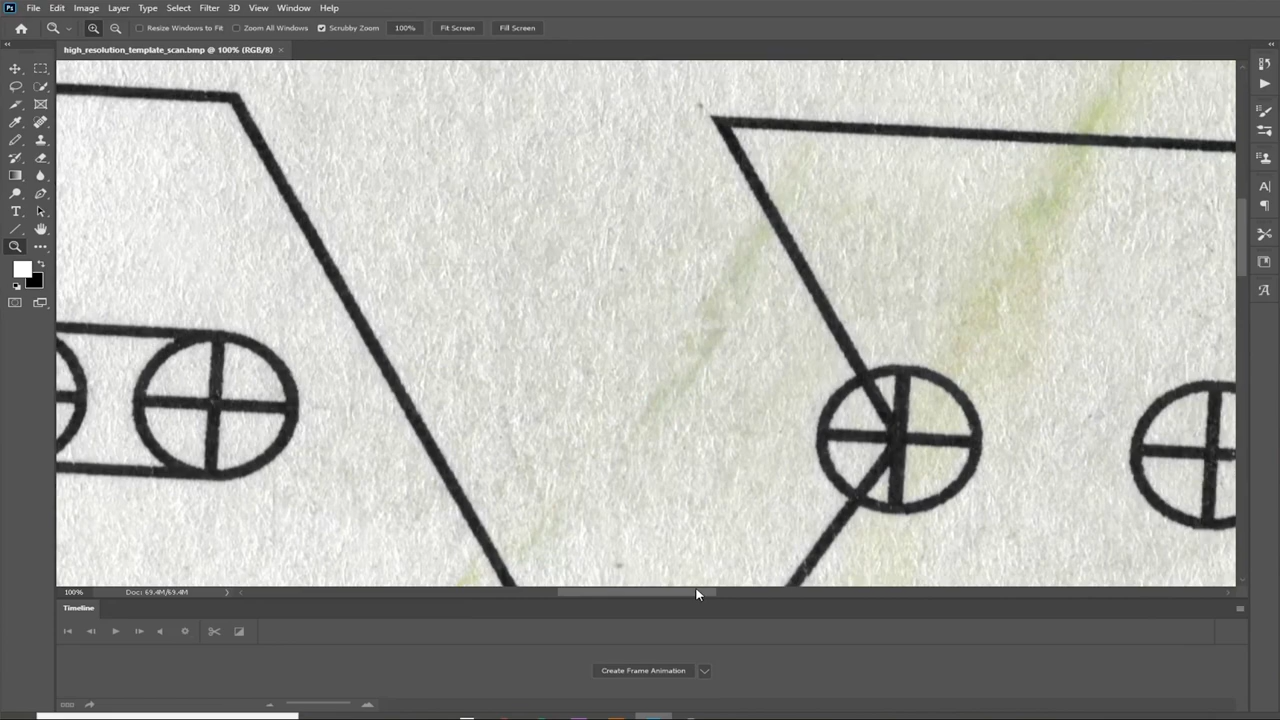 Ps File Edit Image Layer Type Select Filter 3D View Window Help
Resize Windows to Fit Zoom All Windows Scrubby Zoom 100% Fit Screen Fill Screen
high_resolution_template_scan.bmp @ 100% (RGB/8)
100% Doc: 69.4M/69.4M
Timeline
Create Frame Animation